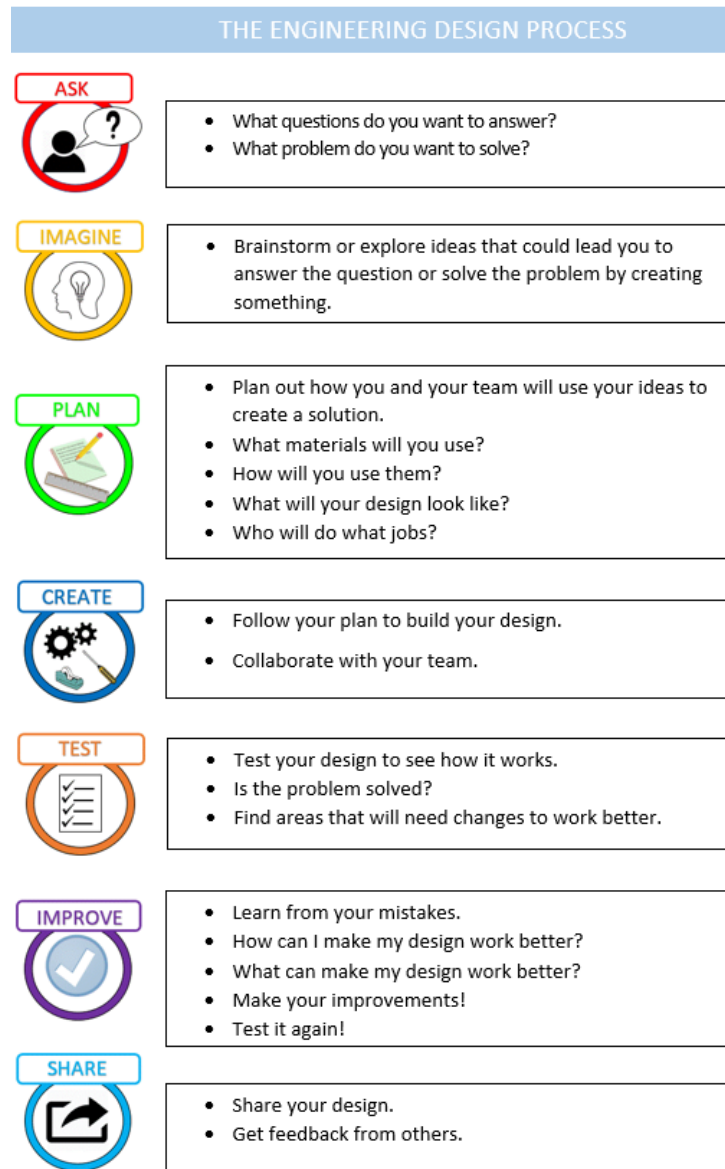 THE ENGINEERING DESIGN PROCESS
ASK
?
• What questions do you want to answer?
• What problem do you want to solve?
IMAGINE
• Brainstorm or explore ideas that could lead you to
answer the question or solve the problem by creating
something.
PLAN
• Plan out how you and your team will use your ideas to
create a solution.
• What materials will you use?
• How will you use them?
• What will your design look like?
• Who will do what jobs?
CREATE
• Follow your plan to build your design.
• Collaborate with your team.
TEST
• Test your design to see how it works.
• Is the problem solved?
• Find areas that will need changes to work better.
IMPROVE
• Learn from your mistakes.
• How can I make my design work better?
• What can make my design work better?
• Make your improvements!
• Test it again!
SHARE
• Share your design.
• Get feedback from others.